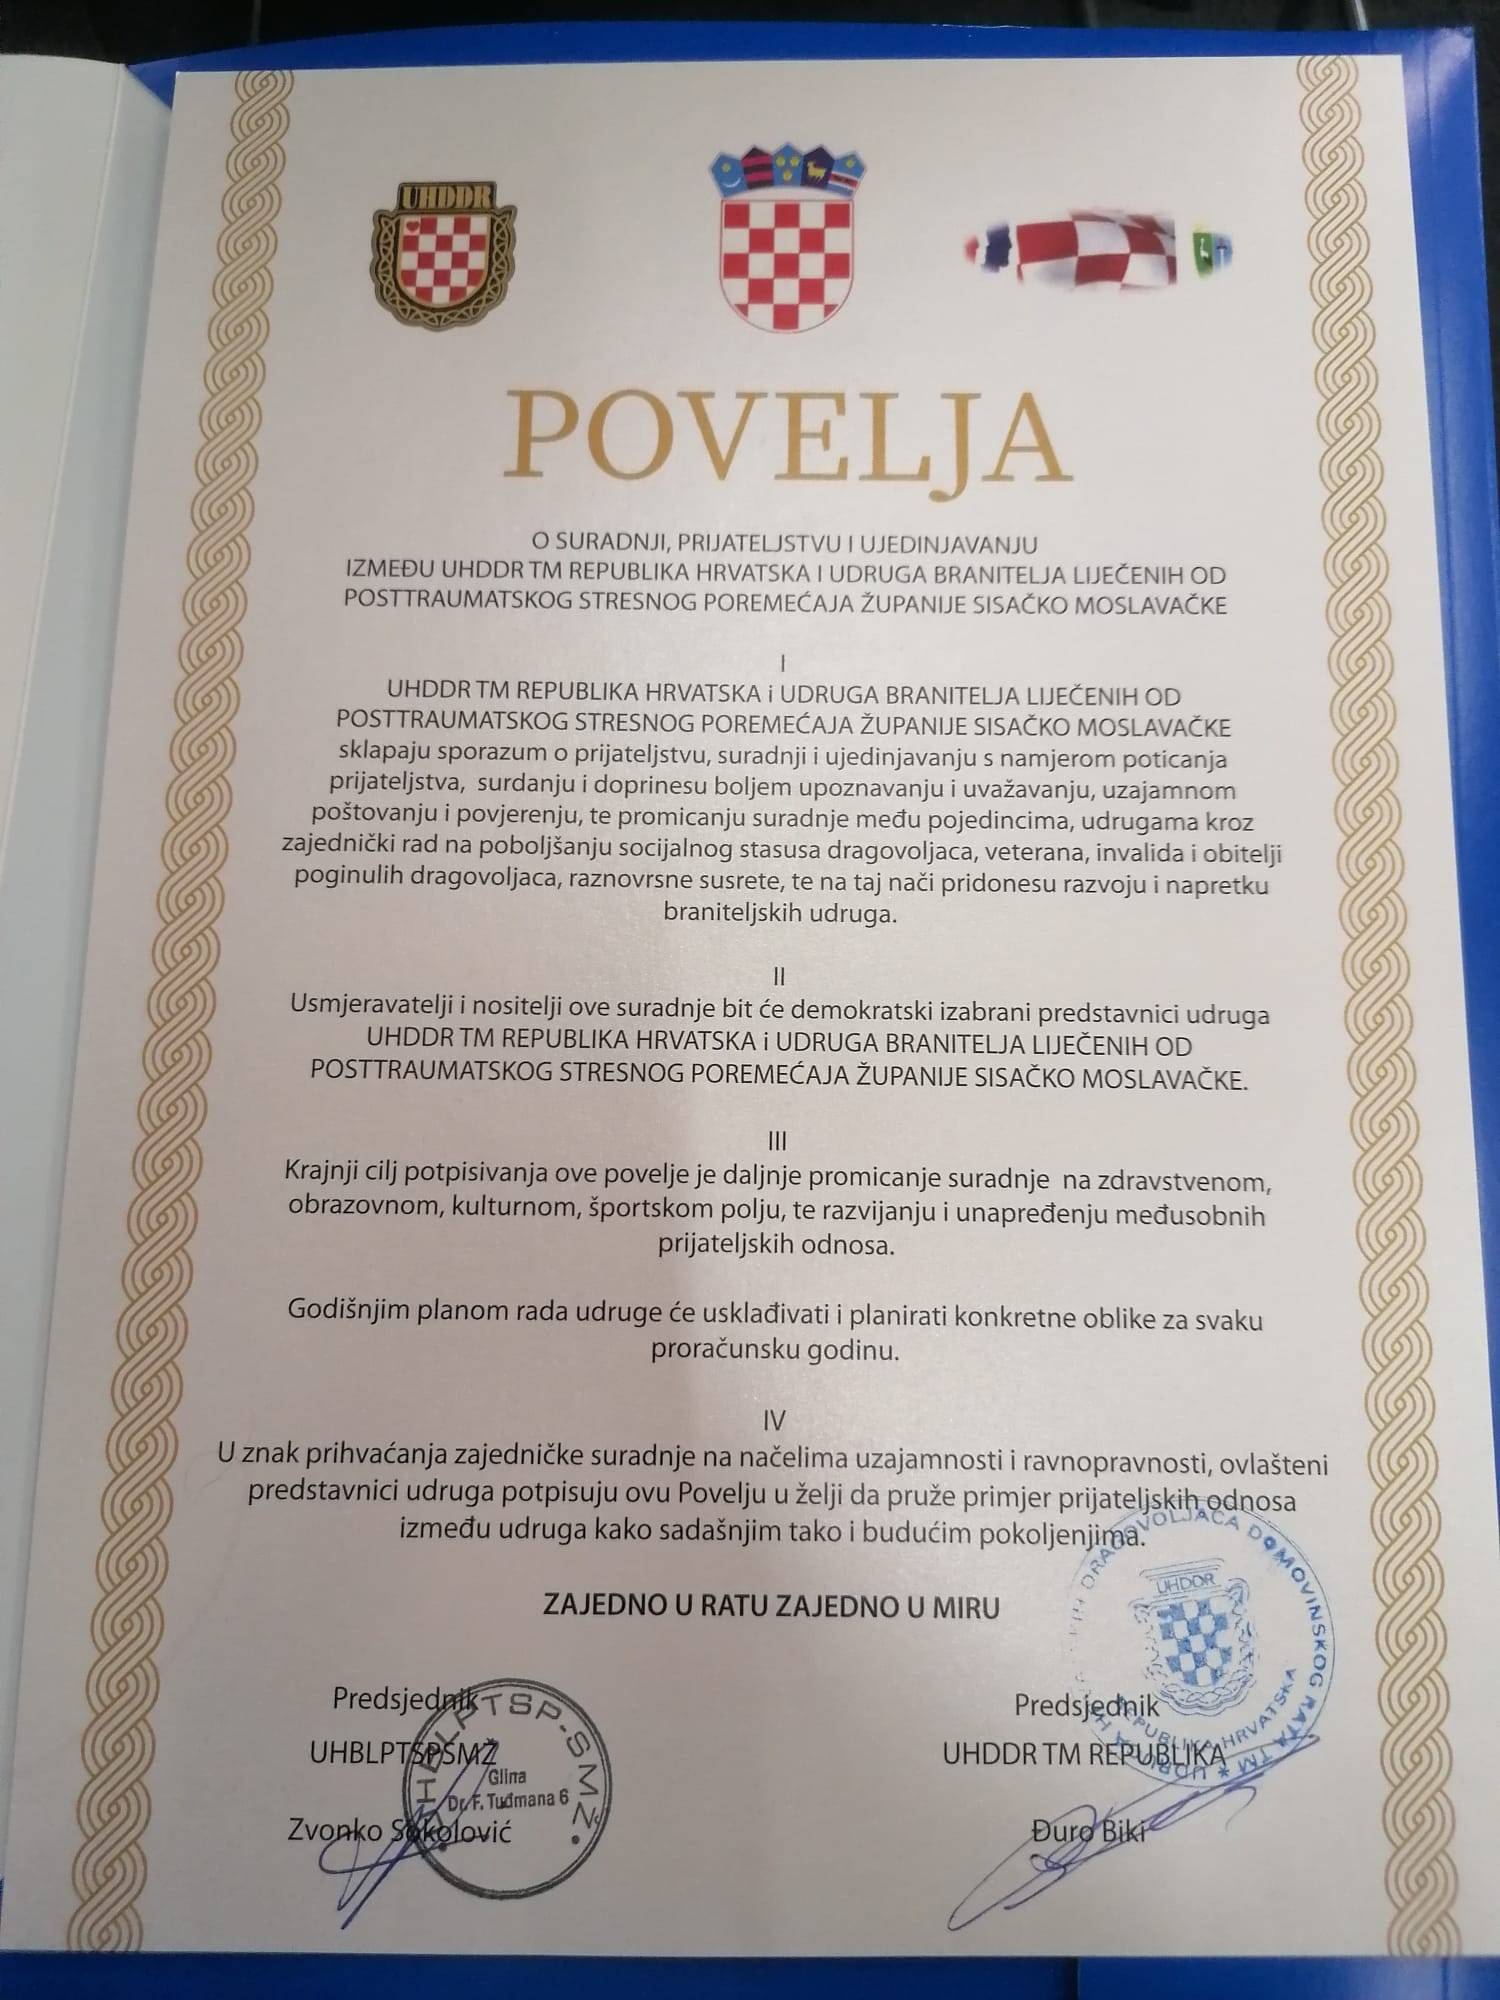 UHDDR
POVELJA
O SURADNJI, PRIJATELJSTVU I UJEDINJAVANJU
IZMEĐU UHDDR TM REPUBLIKA HRVATSKA I UDRUGA BRANITELJA LIJEČENIH OD
POSTTRAUMATSKOG STRESNOG POREMEĆAJA ŽUPANIJE SISAČKO MOSLAVAČKE
I
UHDDR TM REPUBLIKA HRVATSKA i UDRUGA BRANITELJA LIJEČENIH OD
POSTTRAUMATSKOG STRESNOG POREMEĆAJA ŽUPANIJE SISAČKO MOSLAVAČKE
sklapaju sporazum o prijateljstvu, suradnji i ujedinjavanju s namjerom poticanja
prijateljstva, surdanju i doprinesu boljem upoznavanju i uvažavanju, uzajamnom
poštovanju i povjerenju, te promicanju suradnje među pojedincima, udrugama kroz
zajednički rad na poboljšanju socijalnog stasusa dragovoljaca, veterana, invalida i obitelji
poginulih dragovoljaca, raznovrsne susrete, te na taj nači pridonesu razvoju i napretku
braniteljskih udruga.
II
Usmjeravatelji i nositelji ove suradnje bit će demokratski izabrani predstavnici udruga
UHDDR TM REPUBLIKA HRVATSKA i UDRUGA BRANITELJA LIJEČENIH OD
POSTTRAUMATSKOG STRESNOG POREMEĆAJA ŽUPANIJE SISAČKO MOSLAVAČKE.
III
Krajnji cilj potpisivanja ove povelje je daljnje promicanje suradnje na zdravstvenom,
obrazovnom, kulturnom, športskom polju, te razvijanju i unapređenju međusobnih
prijateljskih odnosa.
Godišnjim planom rada udruge će usklađivati i planirati konkretne oblike za svaku
proračunsku godinu.
IV
U znak prihvaćanja zajedničke suradnje na načelima uzajamnosti i ravnopravnosti, ovlašteni
predstavnici udruga potpisuju ovu Povelju u želji da pruže primjer prijateljskih odnosa
između udruga kako sadašnjim tako i budućim pokoljenjima.
ZAJEDNO U RATU ZAJEDNO U MIRU
Predsjednik
UHBLPTSPSMŽ
Zvonko Sokolović
UHBLPTSP-SMŽ
Glina
Dr. F. Tuđmana 6
Predsjednik
UHDDR TM REPUBLIKA
Đuro Biki
DRAGOVOLJACA DOMOVINSKOG RATA TM
UHDDR
REPUBLIKA HRVATSKA